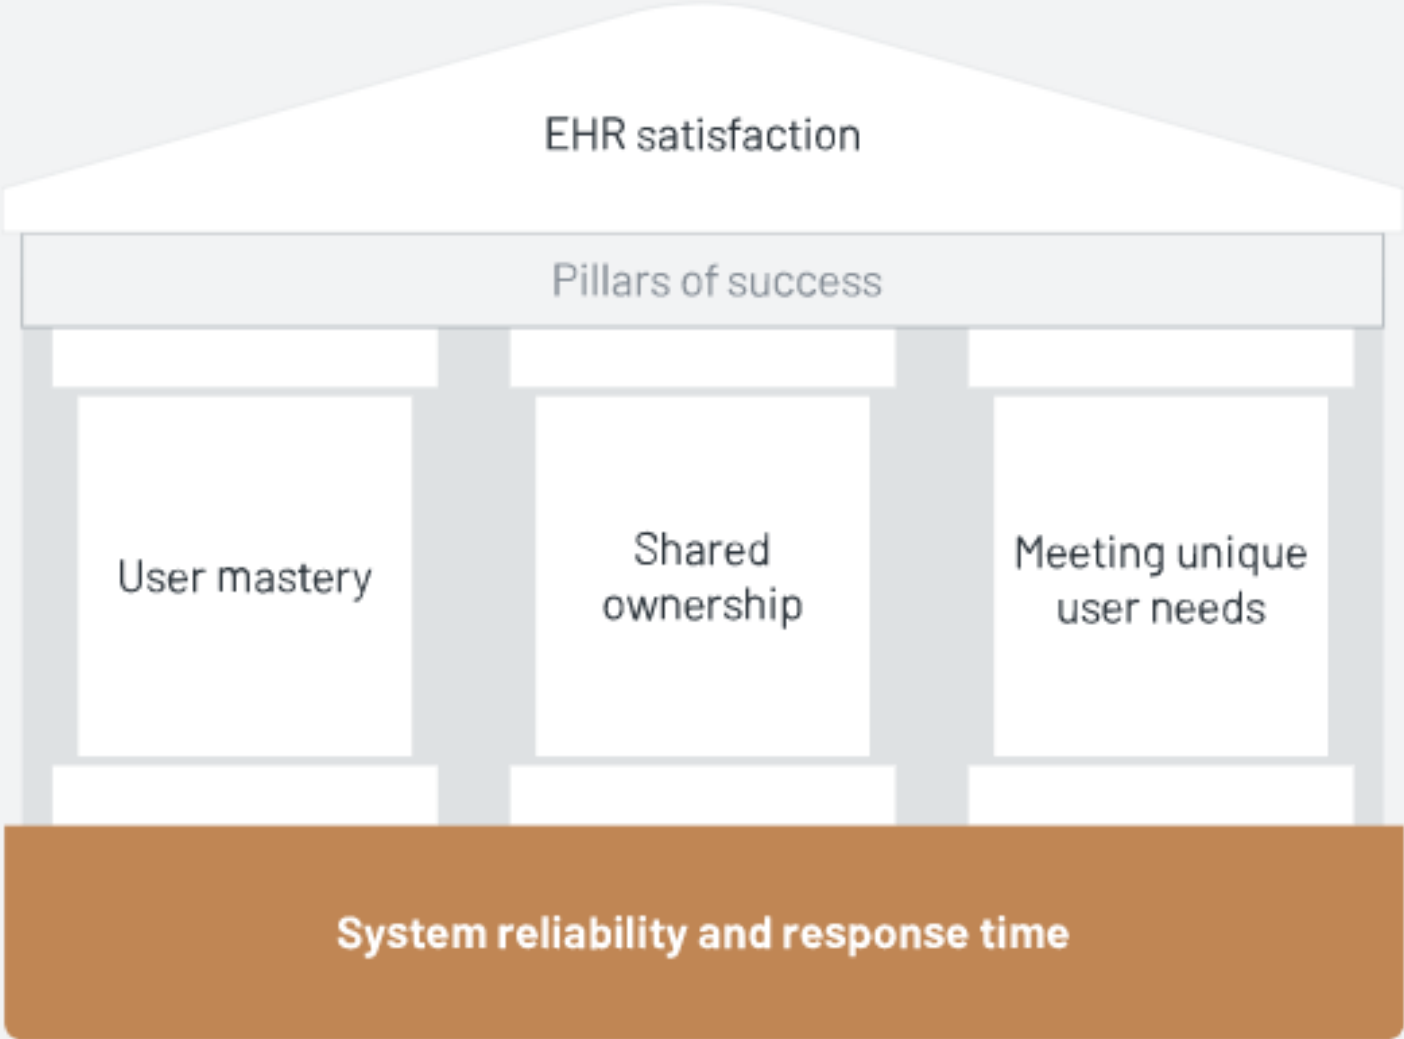 EHR satisfaction
Pillars of success
User mastery
Shared
ownership
Meeting unique
user needs
System reliability and response time